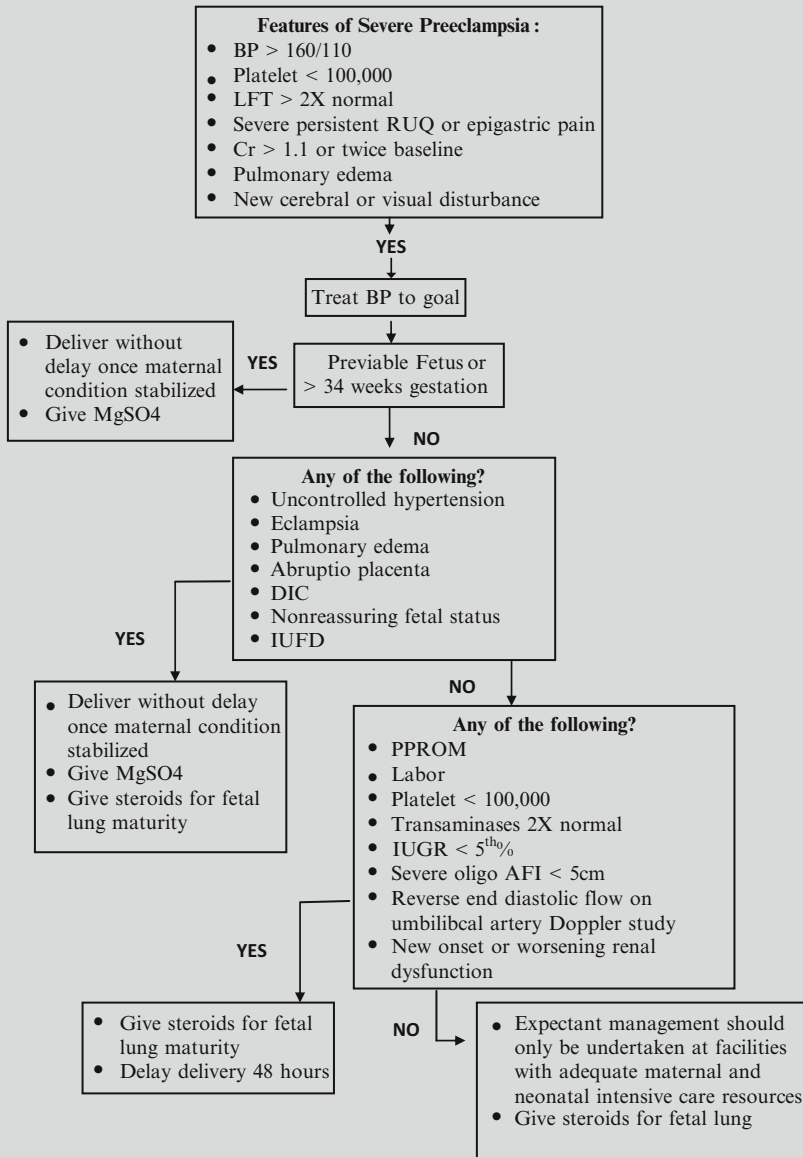 Features of Severe Preeclampsia :
• BP > 160/110
• Platelet < 100,000
• LFT > 2X normal
• Severe persistent RUQ or epigastric pain
• Cr > 1.1 or twice baseline
• Pulmonary edema
• New cerebral or visual disturbance
YES
Treat BP to goal
Previable Fetus or
> 34 weeks gestation
YES
• Deliver without
delay once maternal
condition stabilized
• Give MgSO4
NO
Any of the following?
• Uncontrolled hypertension
• Eclampsia
• Pulmonary edema
• Abruptio placenta
• DIC
• Nonreassuring fetal status
• IUFD
YES
• Deliver without delay
once maternal condition
stabilized
• Give MgSO4
• Give steroids for fetal
lung maturity
NO
Any of the following?
• PPROM
• Labor
• Platelet < 100,000
• Transaminases 2X normal
• IUGR < 5th%
• Severe oligo AFI < 5cm
• Reverse end diastolic flow on
umbilibcal artery Doppler study
• New onset or worsening renal
dysfunction
YES
• Give steroids for fetal
lung maturity
• Delay delivery 48 hours
NO
• Expectant management should
only be undertaken at facilities
with adequate maternal and
neonatal intensive care resources
• Give steroids for fetal lung